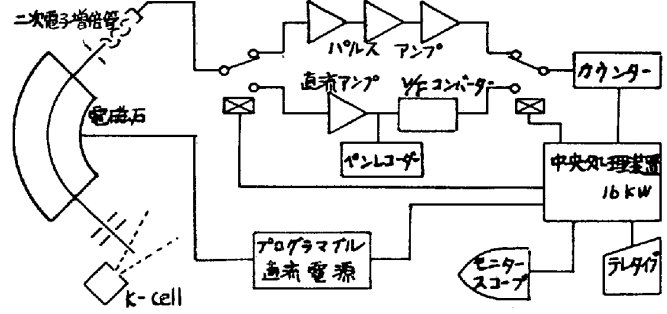 二次電子増倍管
パルス アンプ
カウンター
電磁石
直流アンプ
V/Fコンバーター
ペンレコーダー
中央処理装置
16KW
プログラマブル
直流電源
モニター
スコープ
テレタイプ
K-cell